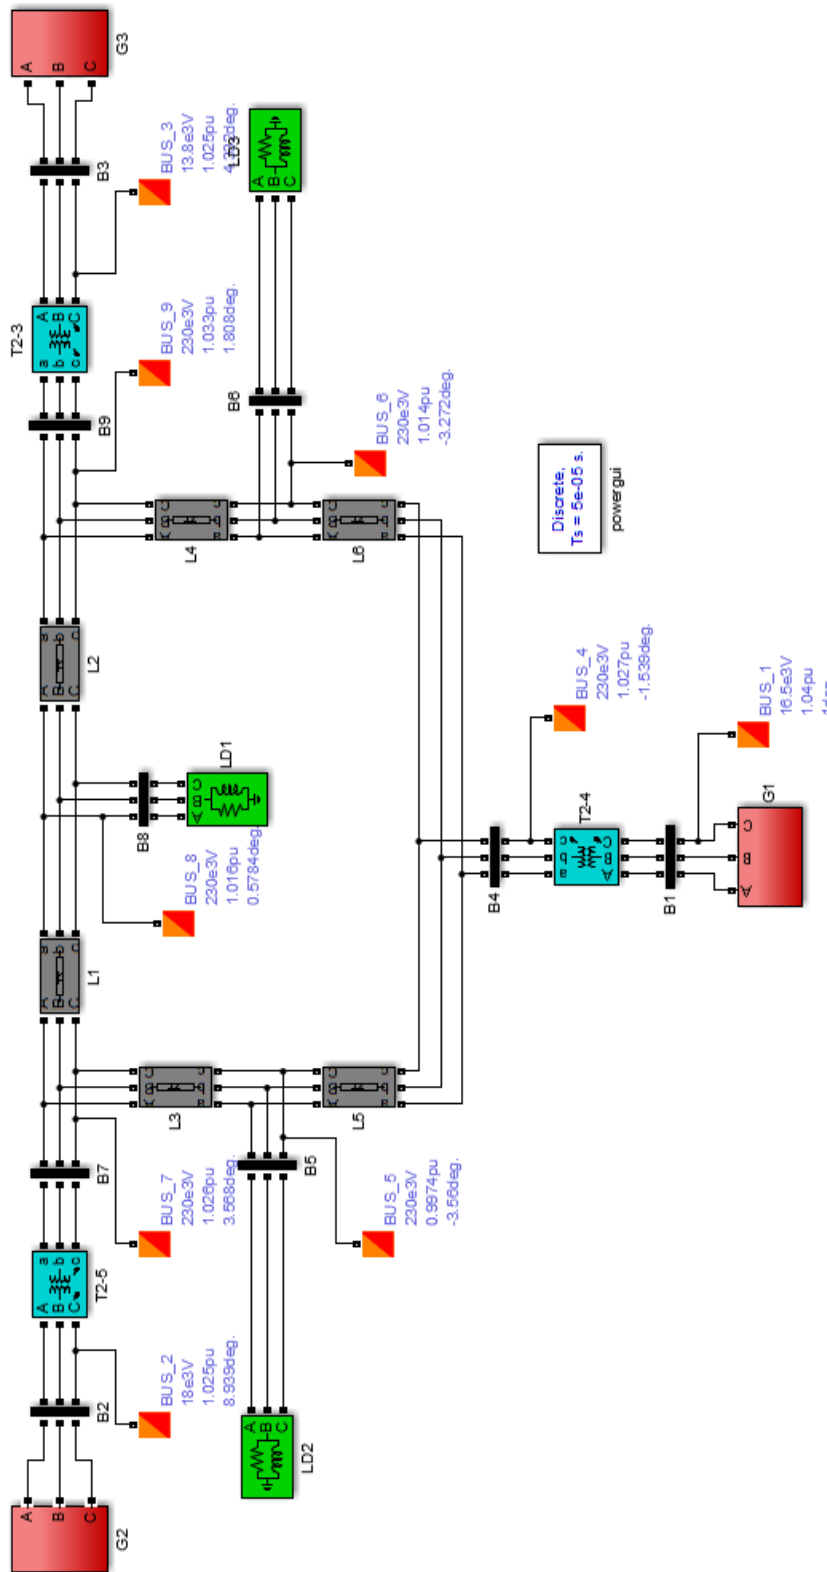 A
B
C
G2
B2
A
B
C
a
b
c
T2-5
B7
A
B
C
a
b
c
L1
A
B
C
a
b
c
L2
B9
a
b
c
A
B
C
T2-3
B3
A
B
C
G3
BUS_2
18e3V
1.025pu
8.939deg.
BUS_7
230e3V
1.026pu
3.568deg.
L3
BUS_8
230e3V
1.016pu
0.5784deg.
B8
A
B
C
LD1
L4
BUS_9
230e3V
1.033pu
1.808deg.
BUS_3
13.8e3V
1.025pu
A
B
C
LD2
B5
BUS_5
230e3V
0.9974pu
-3.56deg.
L5
L6
B6
BUS_6
230e3V
1.014pu
-3.272deg.
A
B
C
LD3
B4
BUS_4
230e3V
1.027pu
-1.539deg.
a
b
c
A
B
C
T2-4
B1
BUS_1
16.5e3V
1.04pu
A
B
C
G1
Discrete,
Ts = 5e-05 s.
powergui